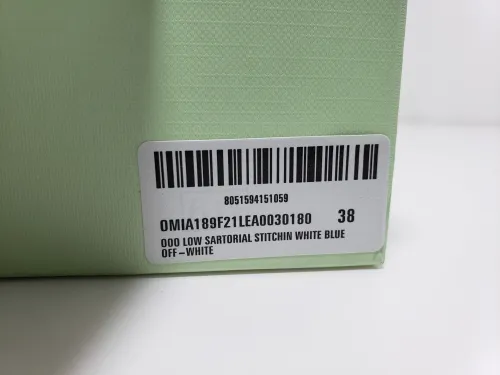 8051594151059
OMIA189F21LEA0030180 38
OOO LOW SARTORIAL STITCHIN WHITE BLUE
OFF-WHITE